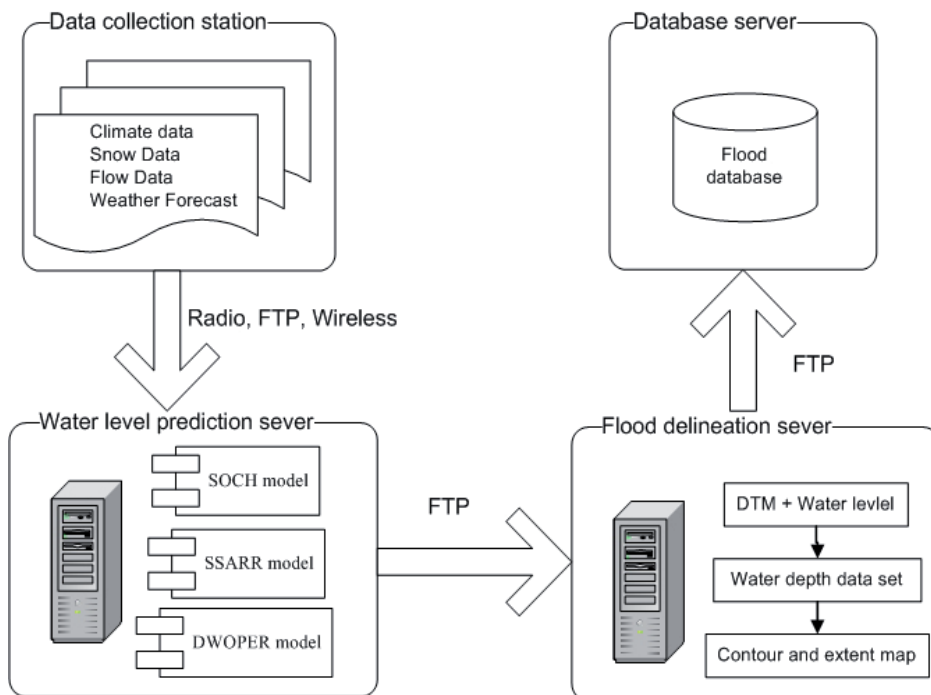 Data collection station
Climate data
Snow Data
Flow Data
Weather Forecast
Radio, FTP, Wireless
Water level prediction sever
SOCH model
SSARR model
DWOPER model
FTP
Flood delineation sever
DTM + Water levlel
Water depth data set
Contour and extent map
FTP
Database server
Flood
database